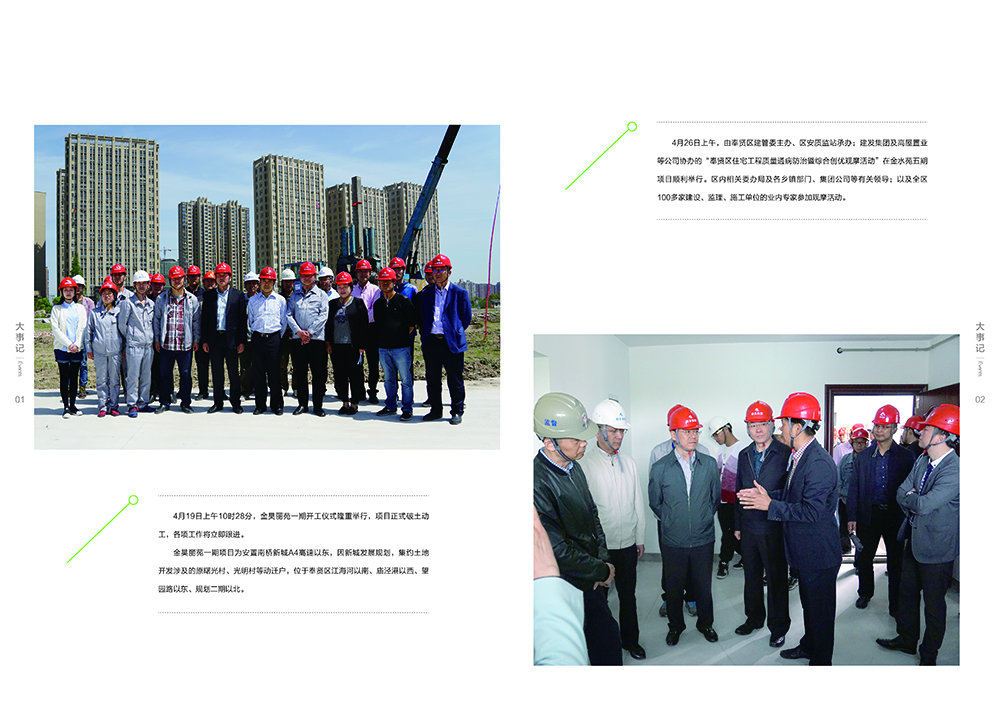 大事记
Events
01
4月19日上午10时28分，金昊丽苑一期开工仪式隆重举行，项目正式破土动
工，各项工作将立即跟进。
金昊丽苑一期项目为安置南桥新城A4高速以东，因新城发展规划，集约土地
开发涉及的原曙光村、光明村等动迁户，位于奉贤区江海河以南、庙泾港以西、望
园路以东、规划二期以北。
4月26日上午，由奉贤区建管委主办、区安质监站承办；建发集团及高屋置业
等公司协办的“奉贤区住宅工程质量通病防治暨综合创优观摩活动”在金水苑五期
项目顺利举行。区内相关委办局及各乡镇部门、集团公司等有关领导；以及全区
100多家建设、监理、施工单位的业内专家参加观摩活动。
监督
大事记
Events
02